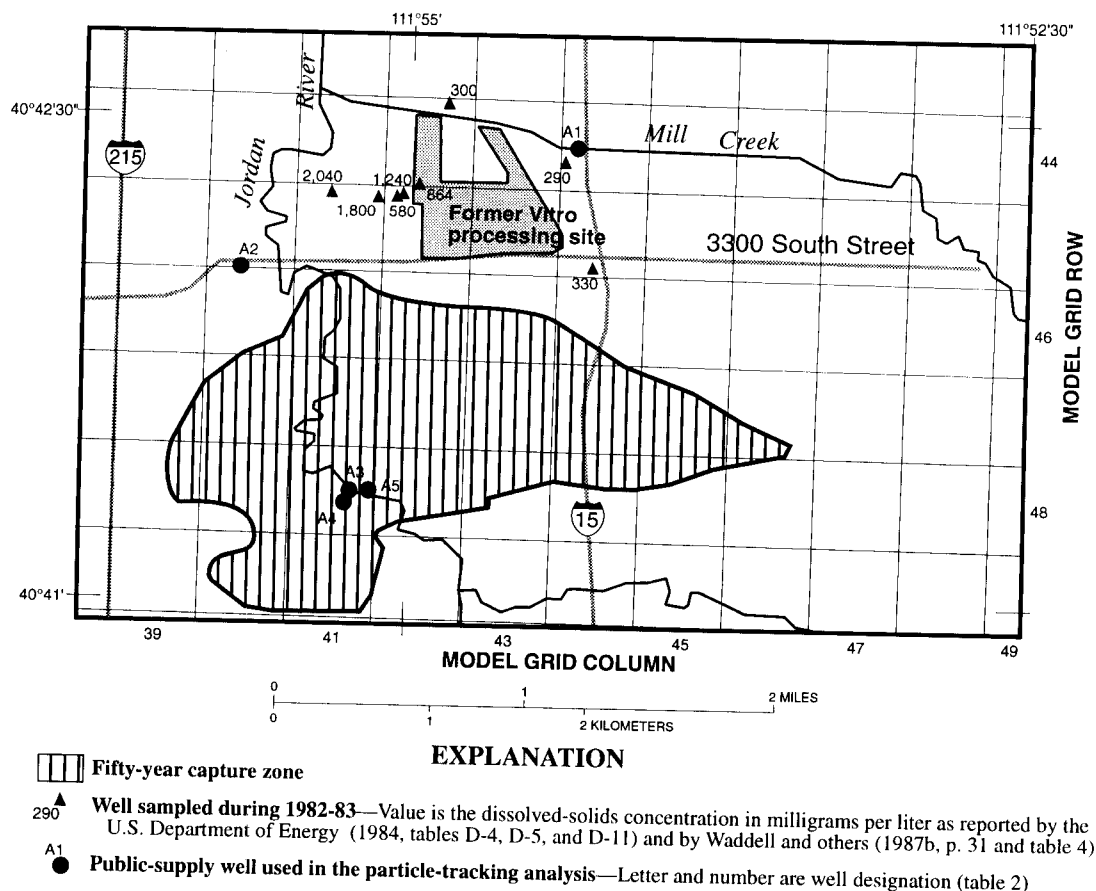 111°55'
111°52'30"
40°42'30"
River
300
A1
Mill Creek
44
215
Jordan
290
2,040
1,240
864
1,800
580
Former Vitro
processing site
3300 South Street
A2
330
46
MODEL GRID ROW
A3
A5
A4
15
48
40°41'
39
41
43
45
47
49
MODEL GRID COLUMN
0
1
2 MILES
0
1
2 KILOMETERS
EXPLANATION
Fifty-year capture zone
290
Well sampled during 1982-83—Value is the dissolved-solids concentration in milligrams per liter as reported by the
U.S. Department of Energy (1984, tables D-4, D-5, and D-11) and by Waddell and others (1987b, p. 31 and table 4)
A1
Public-supply well used in the particle-tracking analysis—Letter and number are well designation (table 2)